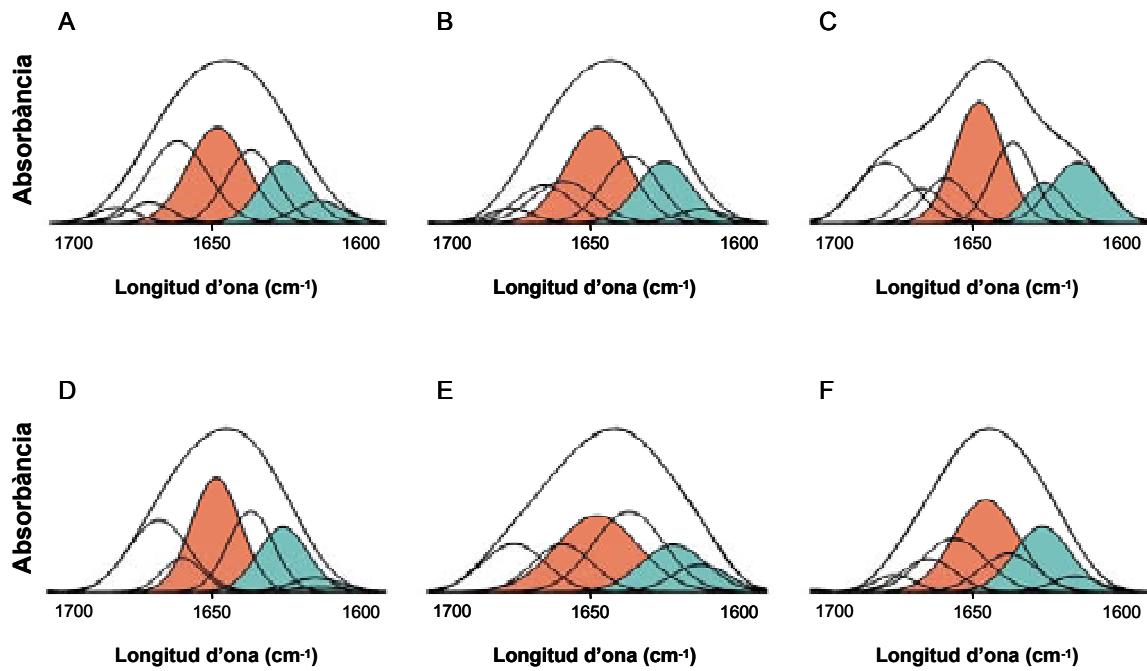 A
B
C
Absorbància
1700 1650 1600
1700 1650 1600
1700 1650 1600
Longitud d'ona (cm⁻¹)
Longitud d'ona (cm⁻¹)
Longitud d'ona (cm⁻¹)
D
E
F
Absorbància
1700 1650 1600
1700 1650 1600
1700 1650 1600
Longitud d'ona (cm⁻¹)
Longitud d'ona (cm⁻¹)
Longitud d'ona (cm⁻¹)